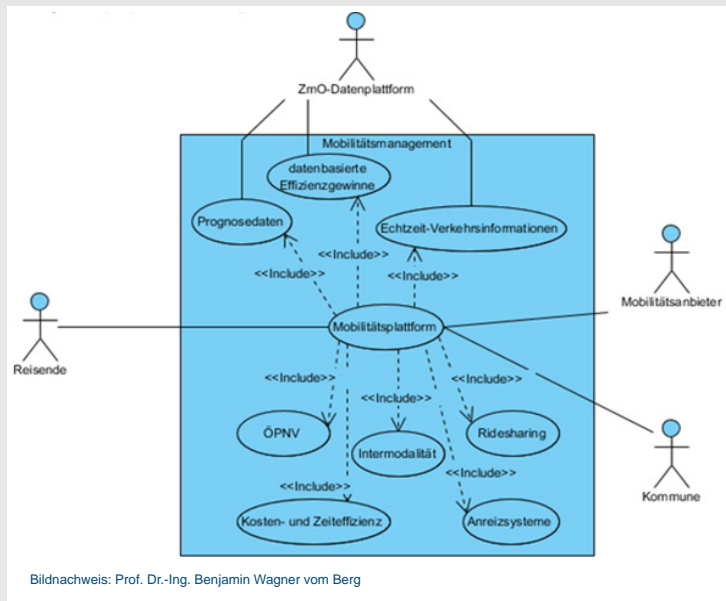 ZmO-Datenplattform
Mobilitätsmanagement
datenbasierte
Effizienzgewinne
Prognosedaten
Echtzeit-Verkehrsinformationen
<<Include>>
<<Include>>
<<Include>>
Mobilitätsanbieter
Mobilitätsplattform
Reisende
<<Include>>
<<Include>>
<<Include>>
ÖPNV
Intermodalität
Ridesharing
<<Include>>
<<Include>>
Kommune
Kosten- und Zeiteffizienz
Anreizsysteme
Bildnachweis: Prof. Dr.-Ing. Benjamin Wagner vom Berg